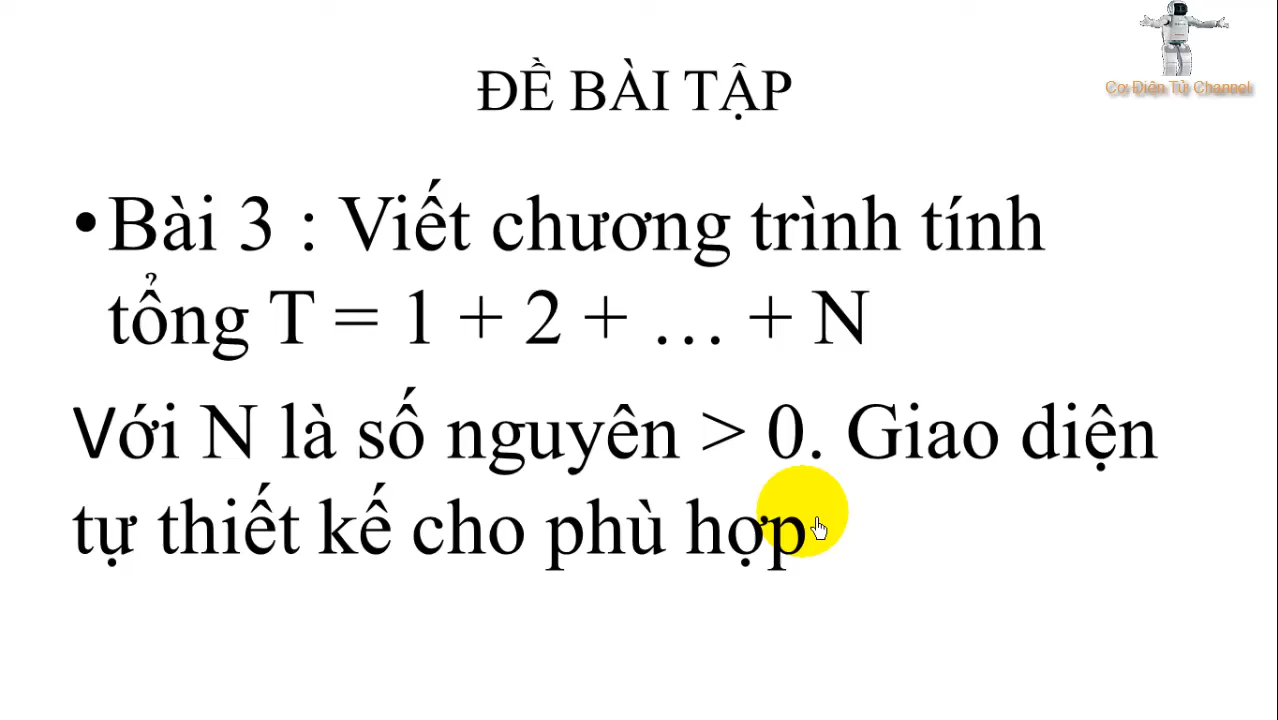 Cơ Điện Tử Channel
ĐỀ BÀI TẬP
•Bài 3 : Viết chương trình tính
tổng T = 1 + 2 + … + N
Với N là số nguyên > 0. Giao diện
tự thiết kế cho phù hợp